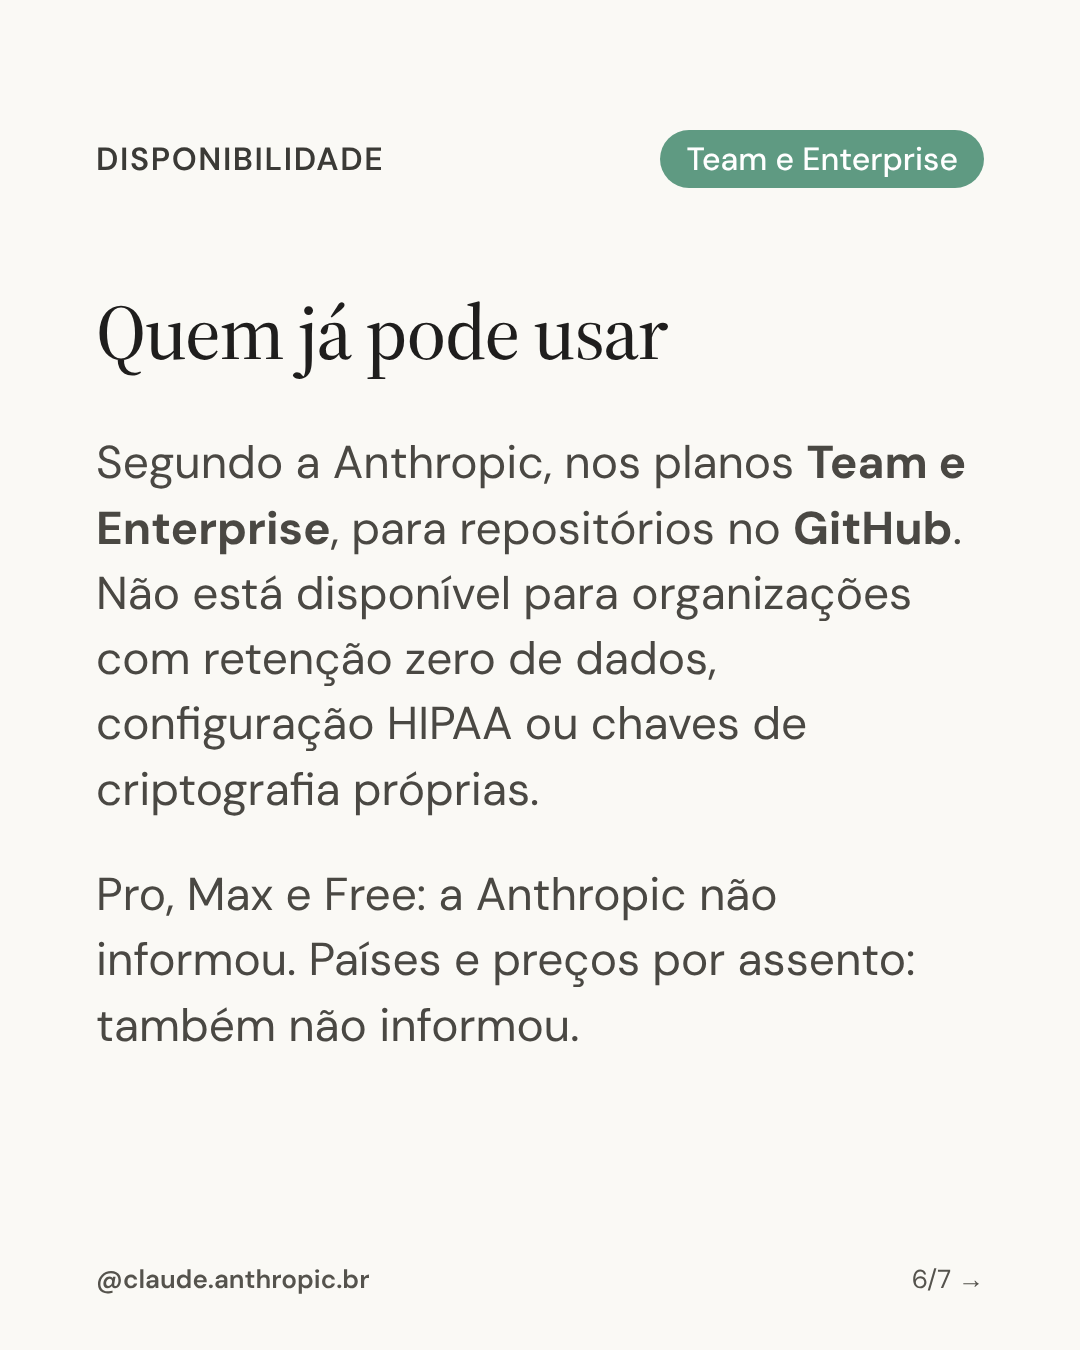 DISPONIBILIDADE
Team e Enterprise
Quem já pode usar
Segundo a Anthropic, nos planos Team e
Enterprise, para repositórios no GitHub.
Não está disponível para organizações
com retenção zero de dados,
configuração HIPAA ou chaves de
criptografia próprias.
Pro, Max e Free: a Anthropic não
informou. Países e preços por assento:
também não informou.
@claude.anthropic.br
6/7 →